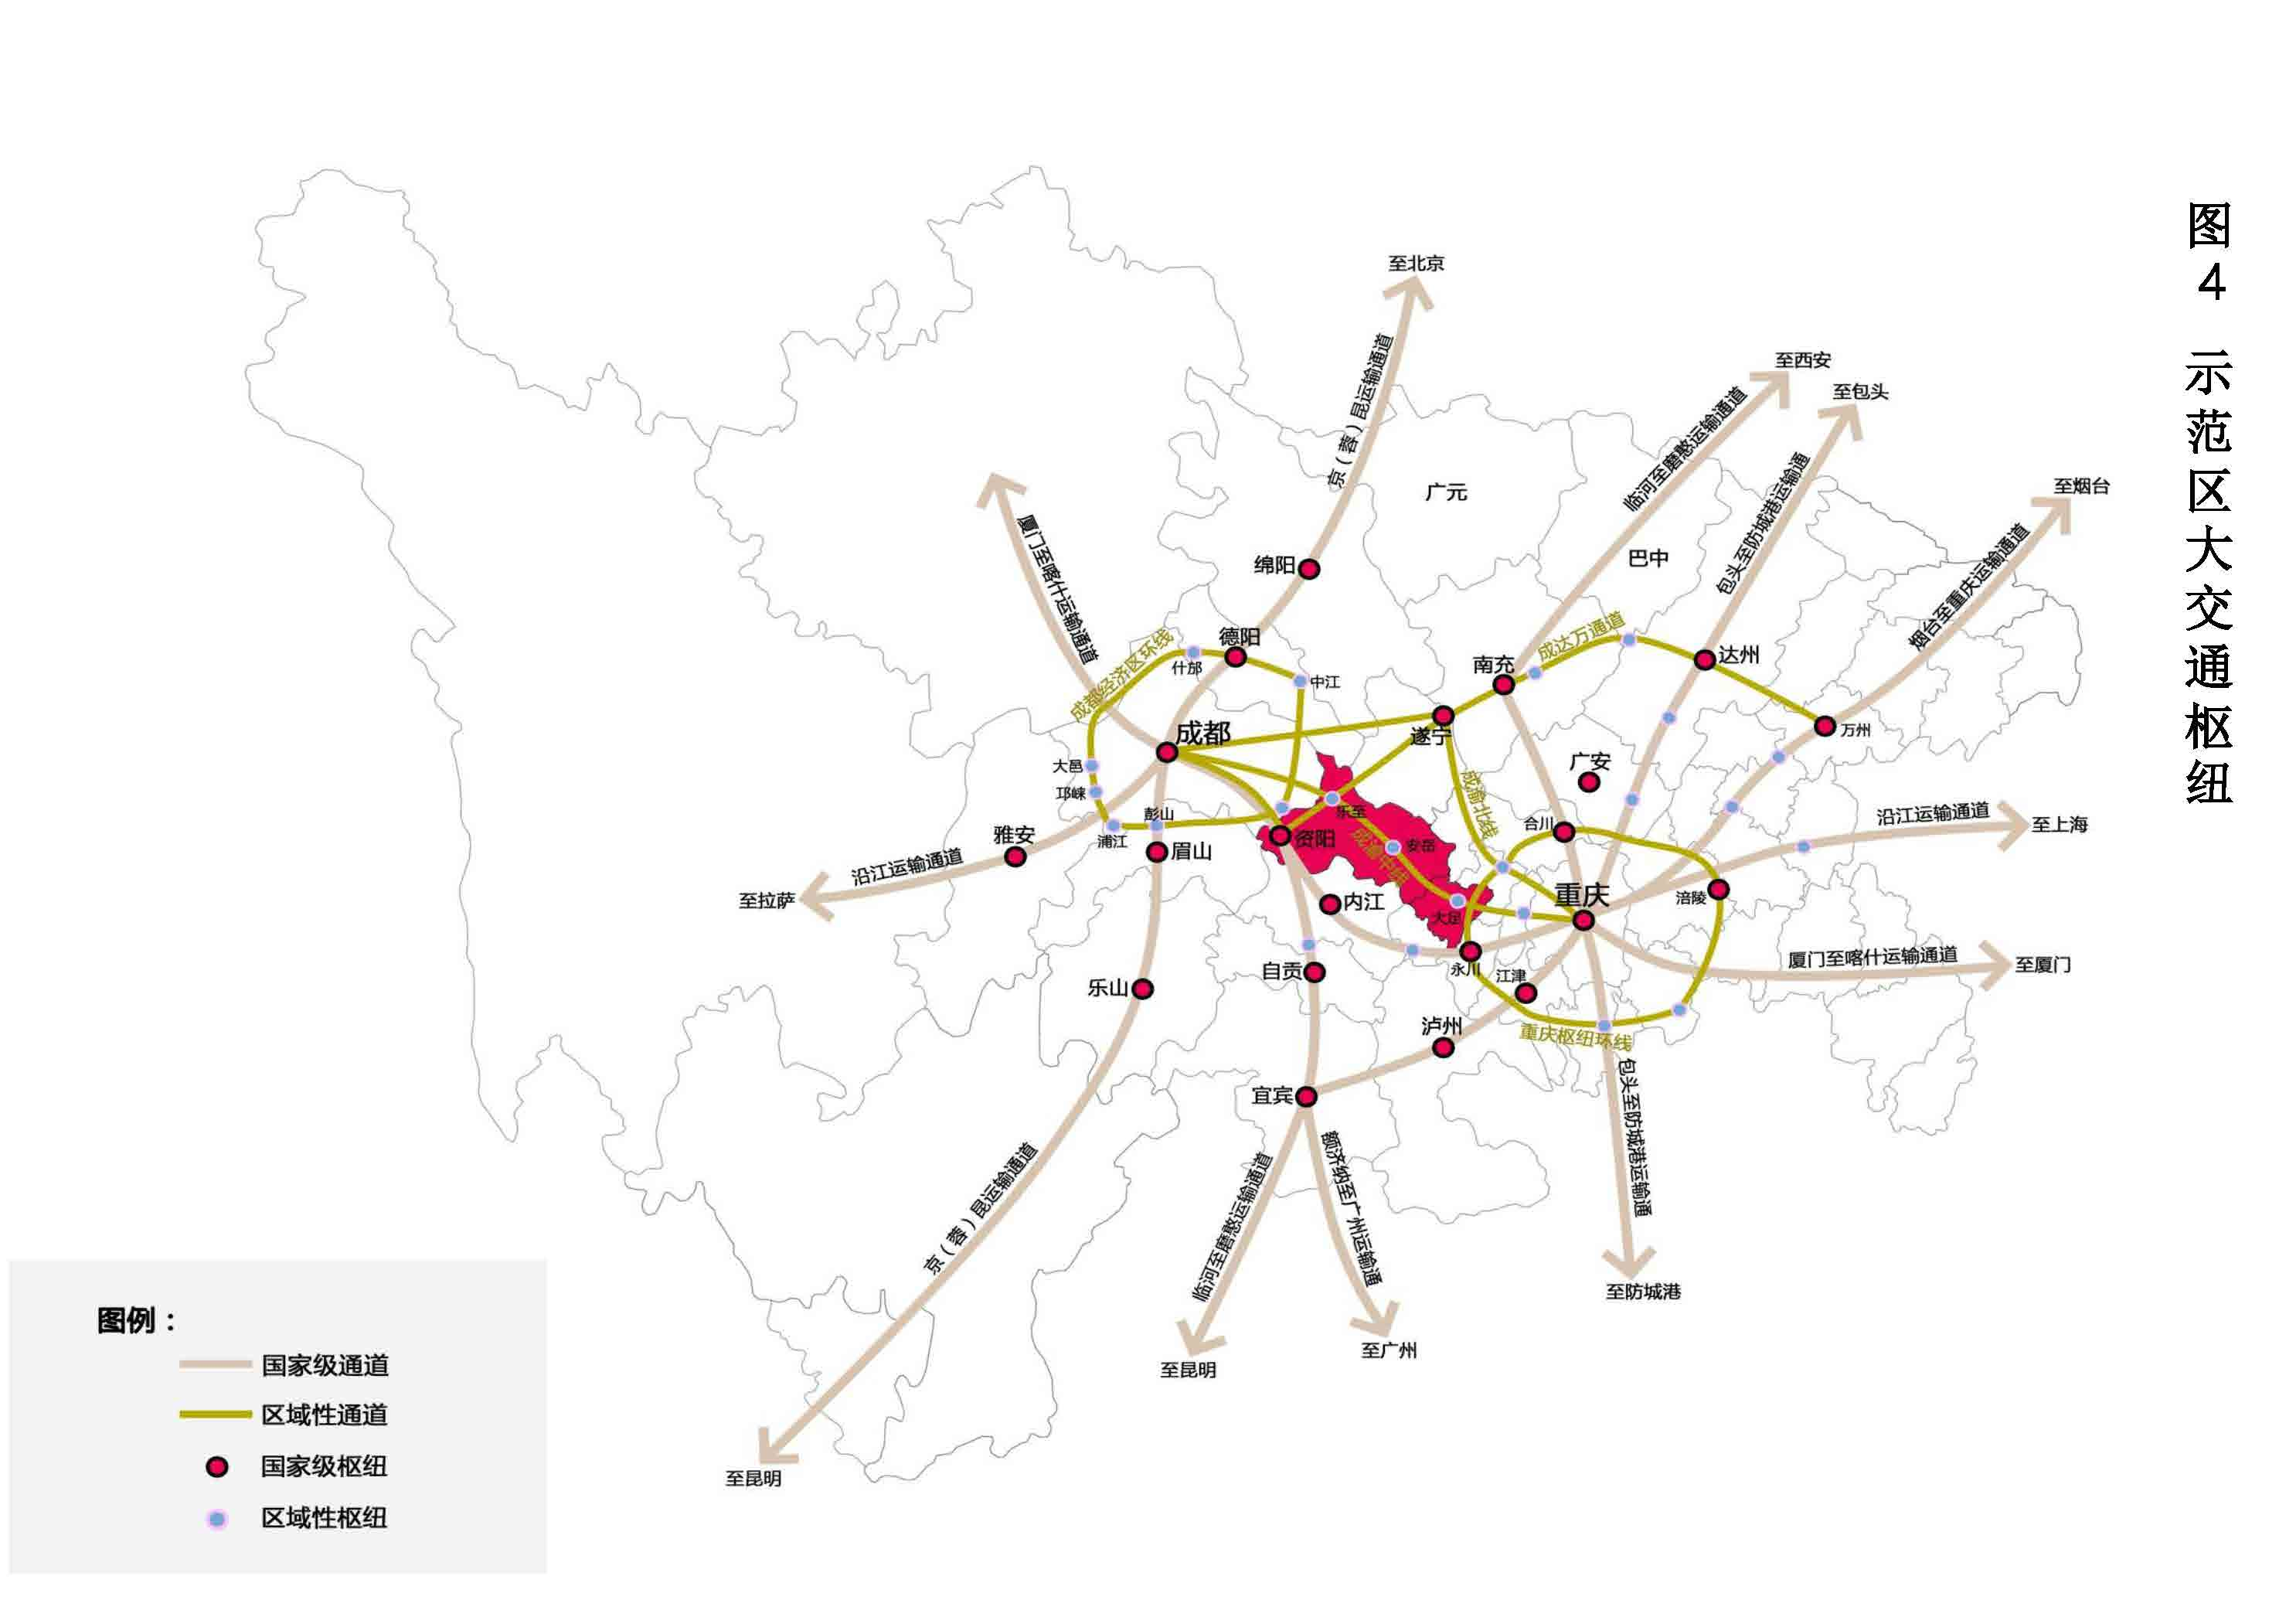 图4 示范区大交通枢纽
至北京
京（蓉）昆运输通道
至西安
临河至磨憨运输通道
至包头
包头至防城港运输通
至烟台
烟台至重庆运输通道
广元
巴中
厦门至喀什运输通道
绵阳
成都经济区环线
什邡
德阳
中江
南充
成达万通道
达州
万州
成都
遂宁
广安
大邑
邛崃
浦江
彭山
眉山
雅安
沿江运输通道
至拉萨
乐至
资阳
安岳
成渝中线
成渝北线
大足
合川
重庆
涪陵
沿江运输通道
至上海
厦门至喀什运输通道
至厦门
内江
自贡
永川
江津
乐山
泸州
重庆枢纽环线
宜宾
包头至防城港运输通
至防城港
京（蓉）昆运输通道
至昆明
临河至磨憨运输通道
至昆明
额济纳至广州运输通
至广州
图例：
国家级通道
区域性通道
国家级枢纽
区域性枢纽